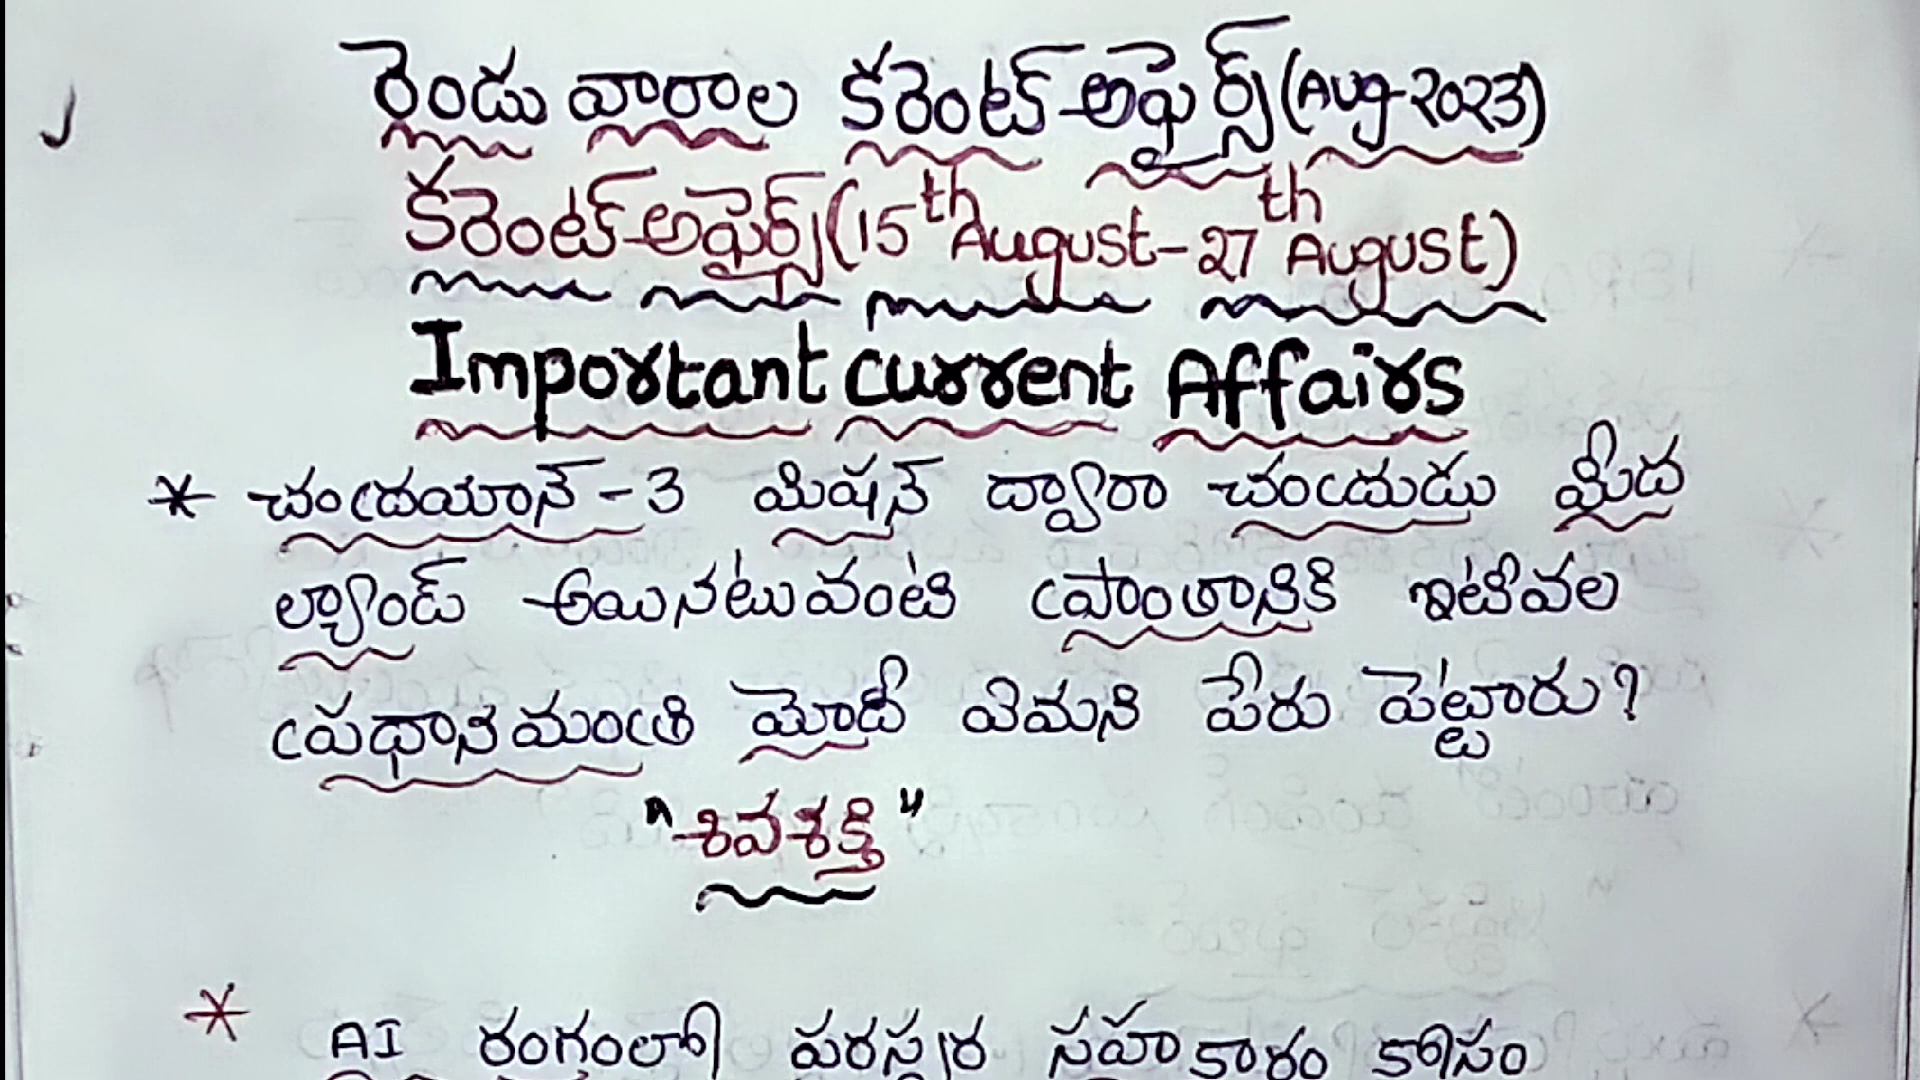 రెండు వారాల కరెంట్ అఫైర్స్ (Aug-2023)
కరెంట్ అఫైర్స్ (15th August - 27th August)
Important Current Affairs
* చంద్రయాన్ - 3 మిషన్ ద్వారా చంద్రుడు మీద
ల్యాండ్ అయినటువంటి ప్రాంతానికి ఇటీవల
ప్రధానిమంత్రి మోదీ ఏమని పేరు పెట్టారు?
"శివశక్తి"
* AI రంగంలో పరస్పర సహకారం కోసం